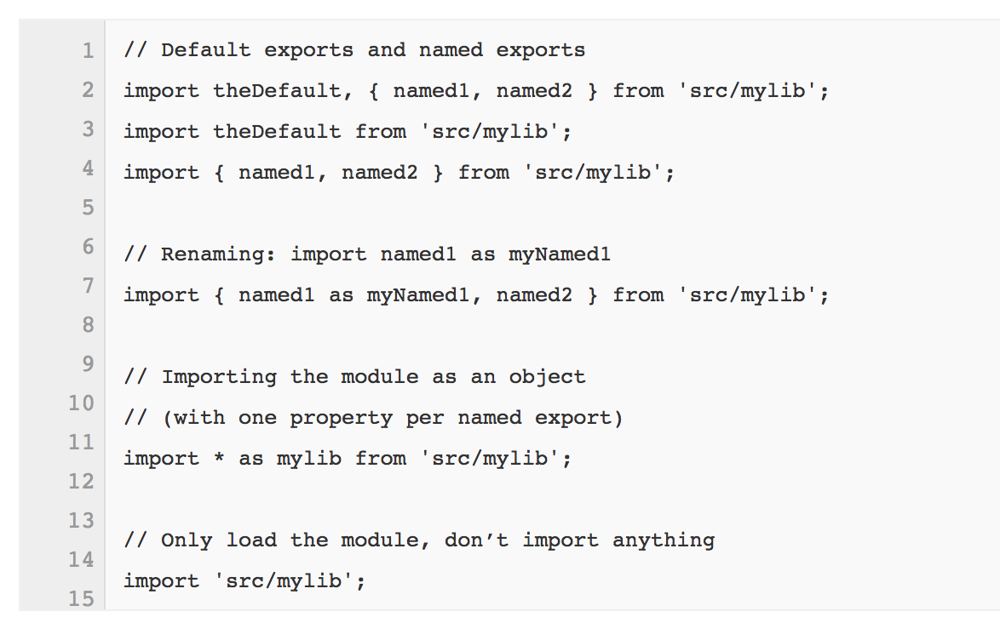 1 // Default exports and named exports
2 import theDefault, { named1, named2 } from 'src/mylib';
3 import theDefault from 'src/mylib';
4 import { named1, named2 } from 'src/mylib';
5
6 // Renaming: import named1 as myNamed1
7 import { named1 as myNamed1, named2 } from 'src/mylib';
8
9 // Importing the module as an object
10 // (with one property per named export)
11 import * as mylib from 'src/mylib';
12
13 // Only load the module, don’t import anything
14 import 'src/mylib';
15